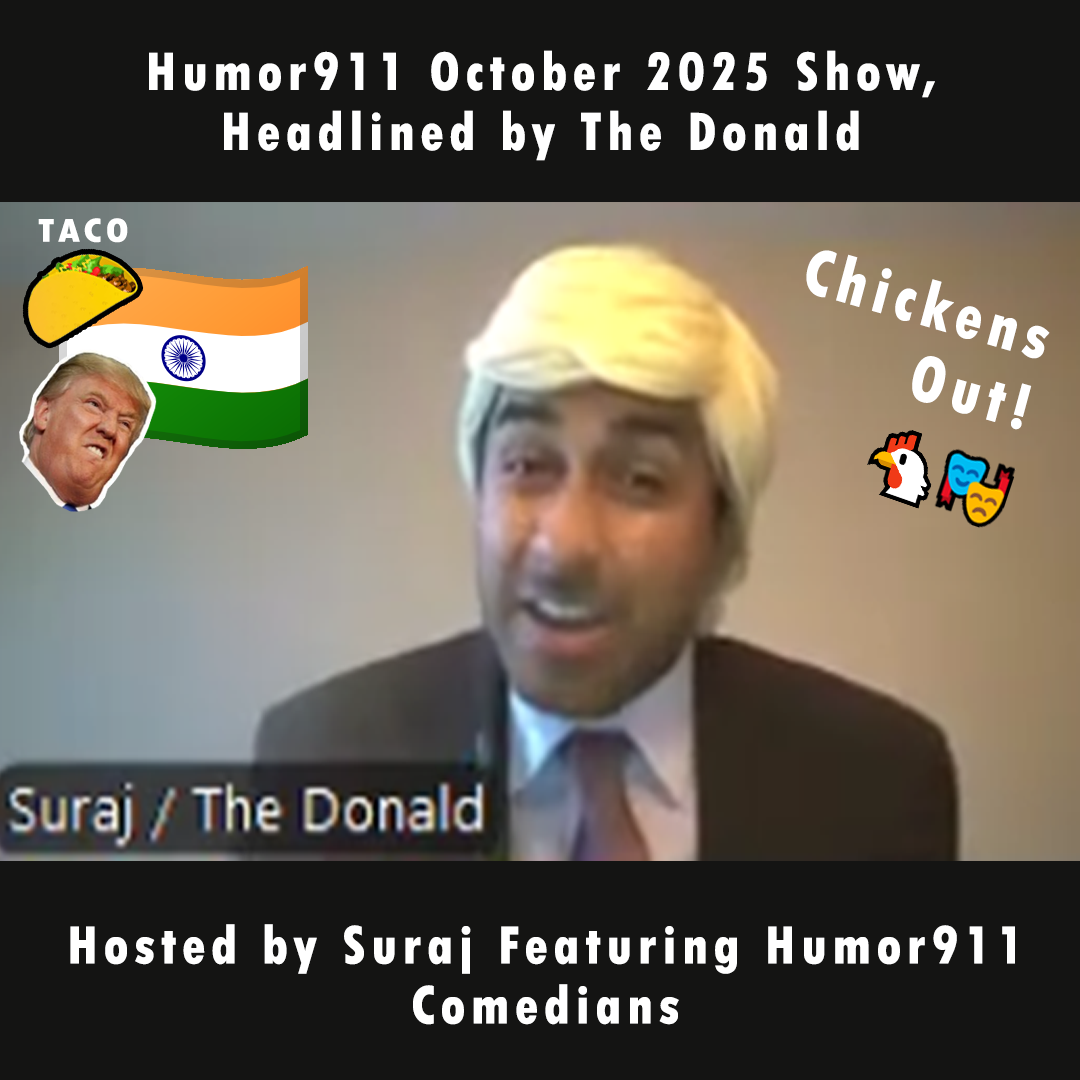 Humor911 October 2025 Show,
Headlined by The Donald
TACO
Chickens
Out!
Suraj / The Donald
Hosted by Suraj Featuring Humor911
Comedians